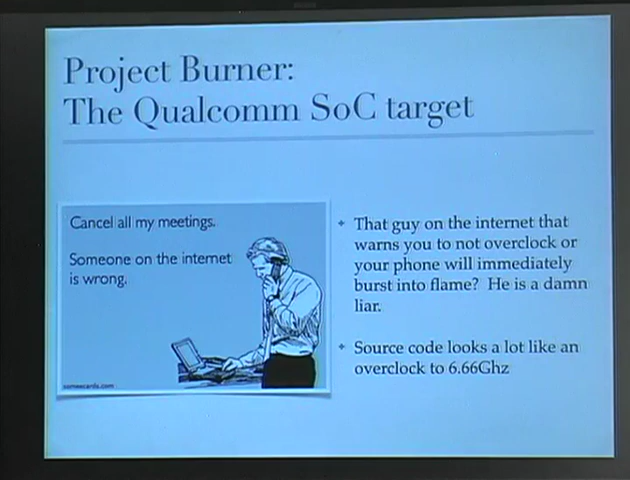 Project Burner:
The Qualcomm SoC target
Cancel all my meetings.
Someone on the internet
is wrong.
someecards.com
That guy on the internet that
warns you to not overclock or
your phone will immediately
burst into flame? He is a damn
liar.
Source code looks a lot like an
overclock to 6.66Ghz